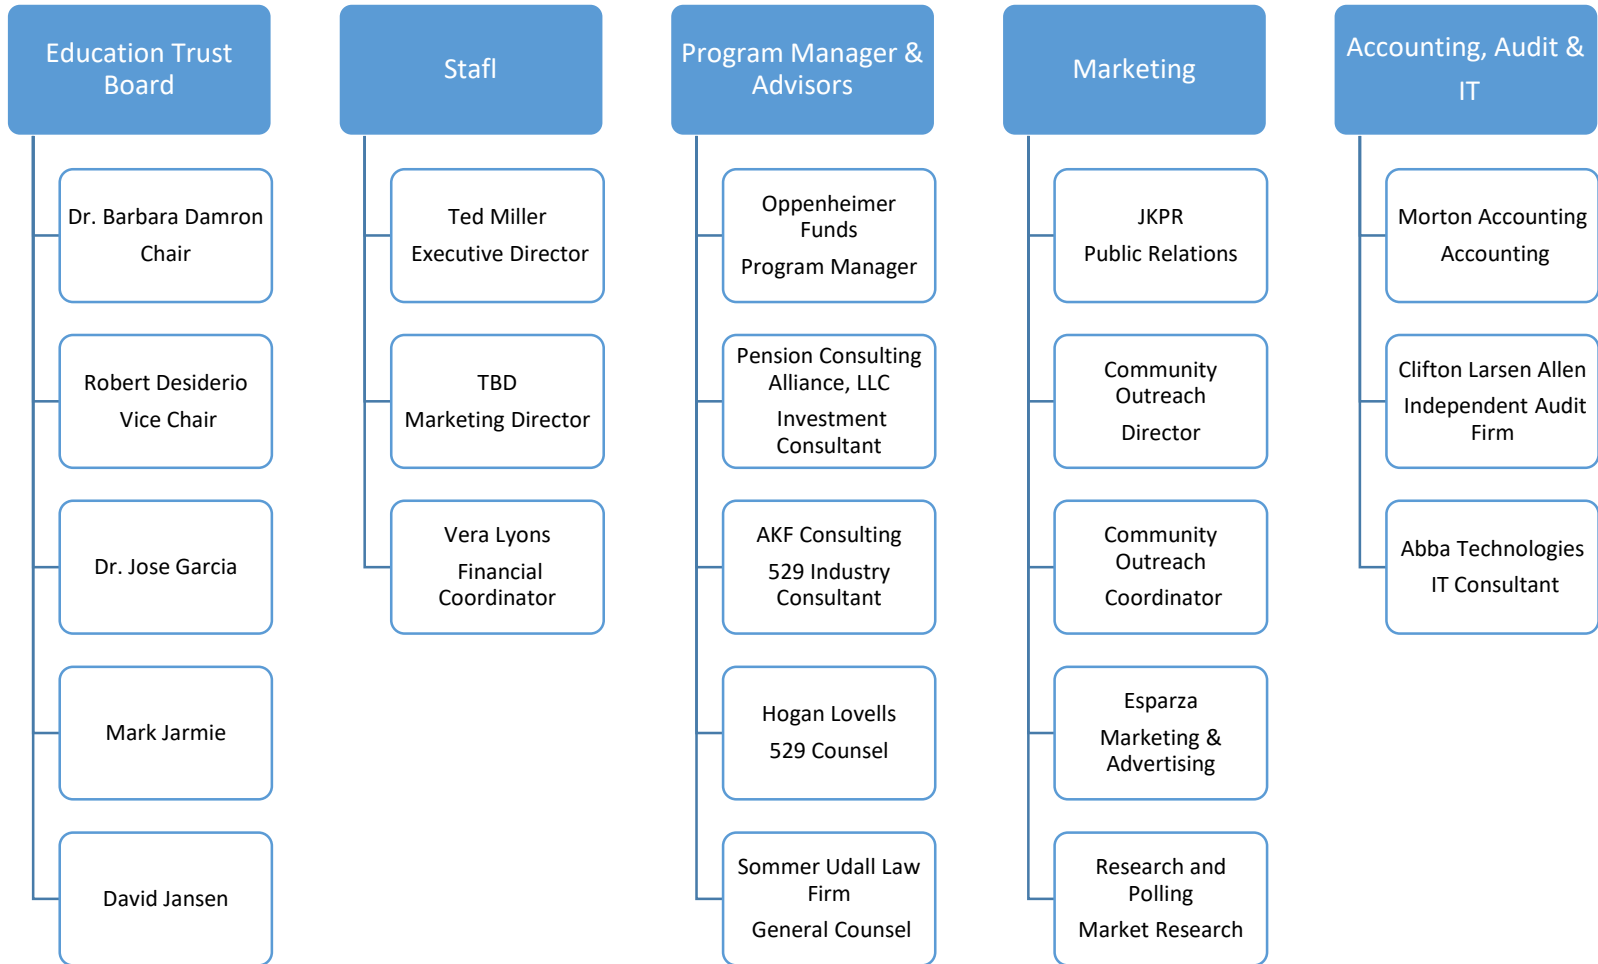 Education Trust
Board
Dr. Barbara Damron
Chair
Robert Desiderio
Vice Chair
Dr. Jose Garcia
Mark Jarmie
David Jansen
Stafl
Ted Miller
Executive Director
TBD
Marketing Director
Vera Lyons
Financial
Coordinator
Program Manager &
Advisors
Oppenheimer
Funds
Program Manager
Pension Consulting
Alliance, LLC
Investment
Consultant
AKF Consulting
529 Industry
Consultant
Hogan Lovells
529 Counsel
Sommer Udall Law
Firm
General Counsel
Marketing
JKPR
Public Relations
Community
Outreach
Director
Community
Outreach
Coordinator
Esparza
Marketing &
Advertising
Research and
Polling
Market Research
Accounting, Audit &
IT
Morton Accounting
Accounting
Clifton Larsen Allen
Independent Audit
Firm
Abba Technologies
IT Consultant